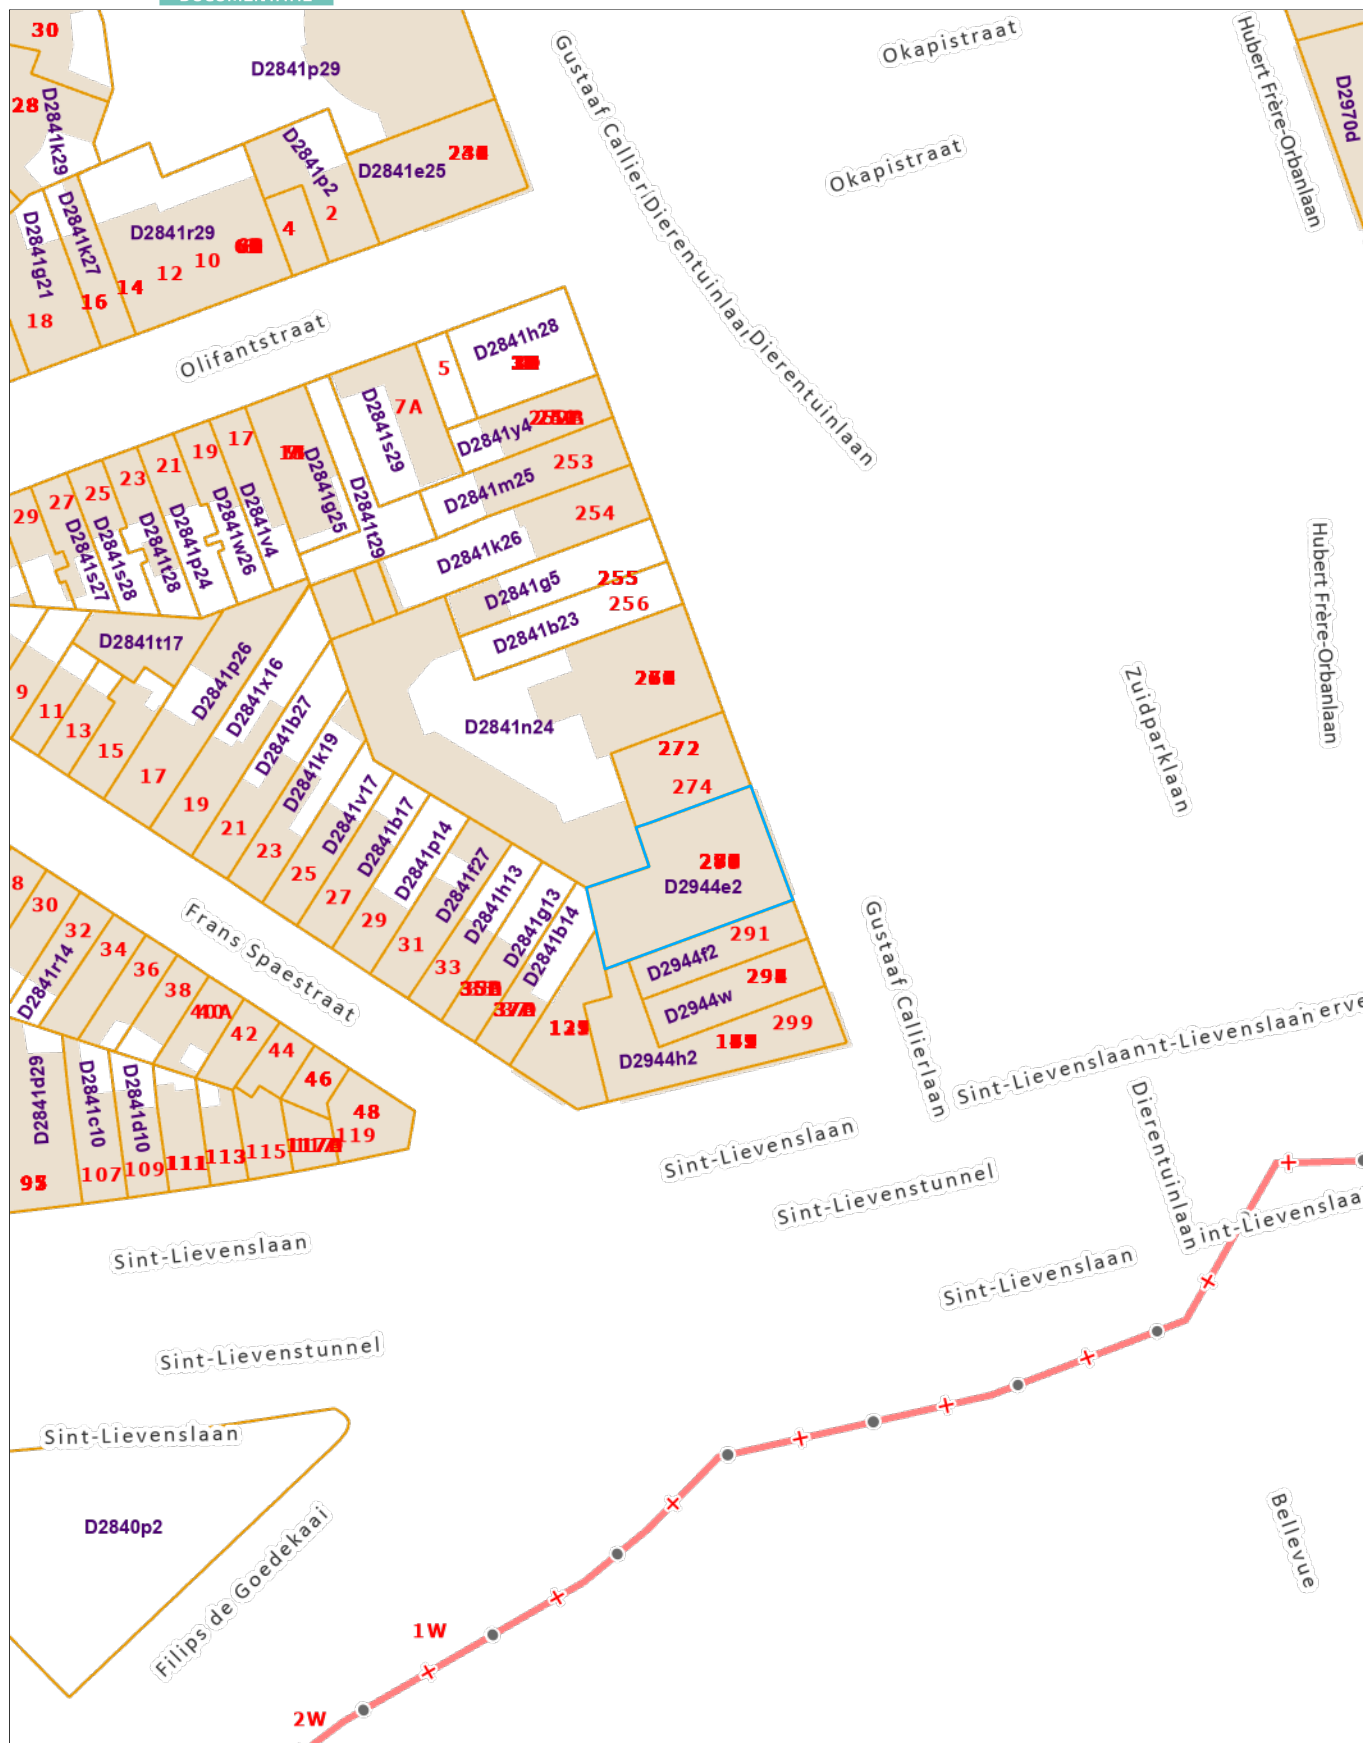 30
D2841p29
28
D2841k29
D2841p2
D2841e25
2
4
D2841r29
D2841k27
D2841g21
10
12
14
16
18
Okapistraat
Okapistraat
Hubert Frère-Orbanlaan
D2970d
Dierentuinlaan
Olifantstraat
D2841h28
5
7A
D2841s29
D2841y4
253
D2841m25
254
D2841k26
D2841g5
255
256
D2841b23
17
19
21
23
25
27
29
D2841g25
D2841t29
D2841v4
D2841w26
D2841p24
D2841t28
D2841s28
D2841s27
D2841t17
D2841p26
D2841x16
D2841b27
D2841k19
D2841v17
D2841b17
D2841p14
D2841f27
D2841h13
D2841g13
D2841b14
D2841n24
272
274
D2944e2
291
D2944f2
D2944w
299
D2944h2
9
11
13
15
17
19
21
23
25
27
29
31
33
Hubert Frère-Orbanlaan
Zuidparklaan
Gustaaf Callierlaan
Frans Spaestraat
8
30
32
34
36
38
40A
42
44
46
48
D2841r14
D2841d29
D2841c10
D2841d10
107
109
111
113
115
119
Sint-Lievenslaan
Dierentuinlaan
Sint-Lievenslaan
Sint-Lievenstunnel
Sint-Lievenslaan
Sint-Lievenslaan
Sint-Lievenstunnel
Sint-Lievenslaan
D2840p2
Filips de Goedekaai
Bellevue
1W
2W